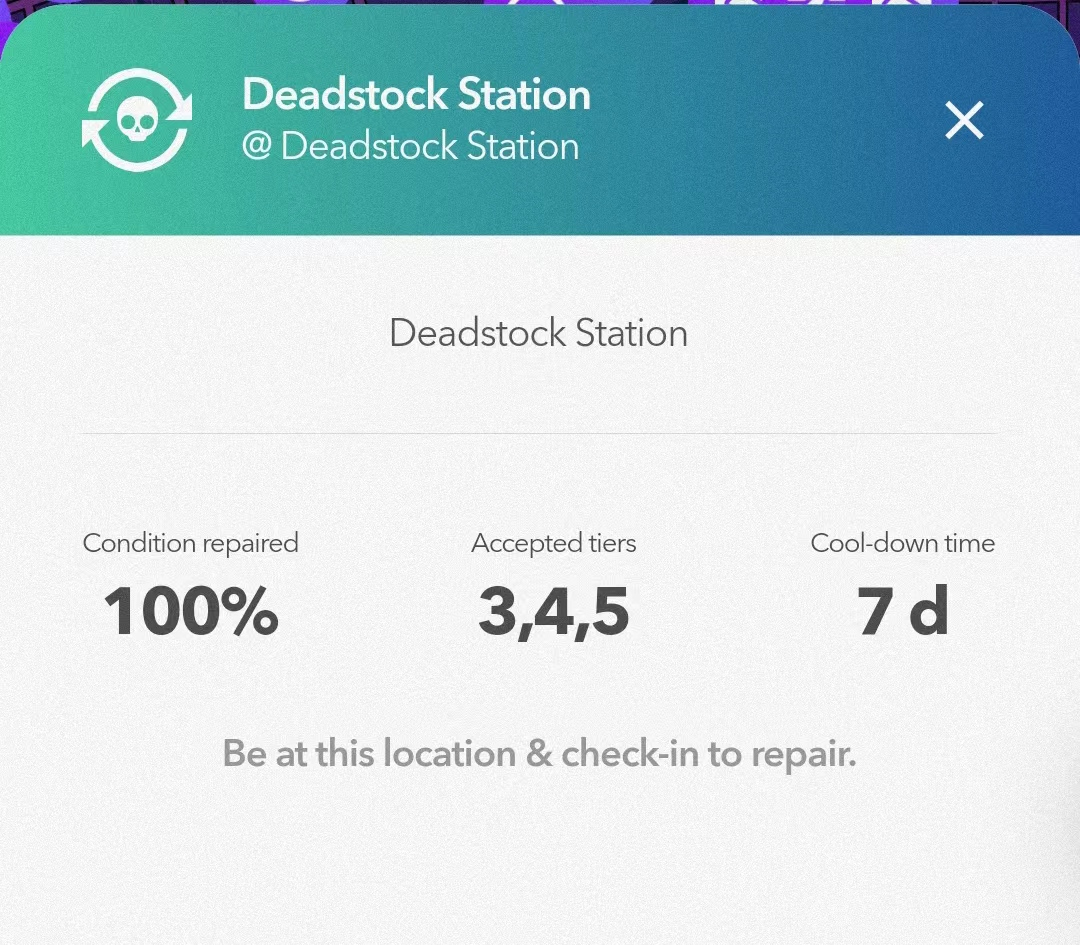 Deadstock Station
@ Deadstock Station
Deadstock Station
Condition repaired
100%
Accepted tiers
3,4,5
Cool-down time
7 d
Be at this location & check-in to repair.